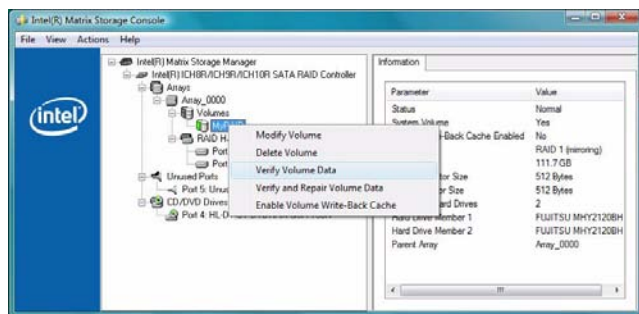 Intel(R) Matrix Storage Console
File View Actions Help
intel
Intel(R) Matrix Storage Manager
Intel(R) ICH8R/ICH9R/ICH10R SATA RAID Controller
Arrays
Array_0000
Volumes
RAID H
Port
Port
Unused Ports
Port 5: Unus
CD/DVD Drives
Port 4: HL-D
Modify Volume
Delete Volume
Verify Volume Data
Verify and Repair Volume Data
Enable Volume Write-Back Cache
Information
Parameter Value
Status Normal
System Volume Yes
-Back Cache Enabled No
RAID 1 (mirroring)
111.7 GB
tor Size 512 Bytes
r Size 512 Bytes
ard Drives 2
Hard Drive Member 1 FUJITSU MHY2120BH
Hard Drive Member 2 FUJITSU MHY2120BH
Parent Array Array_0000